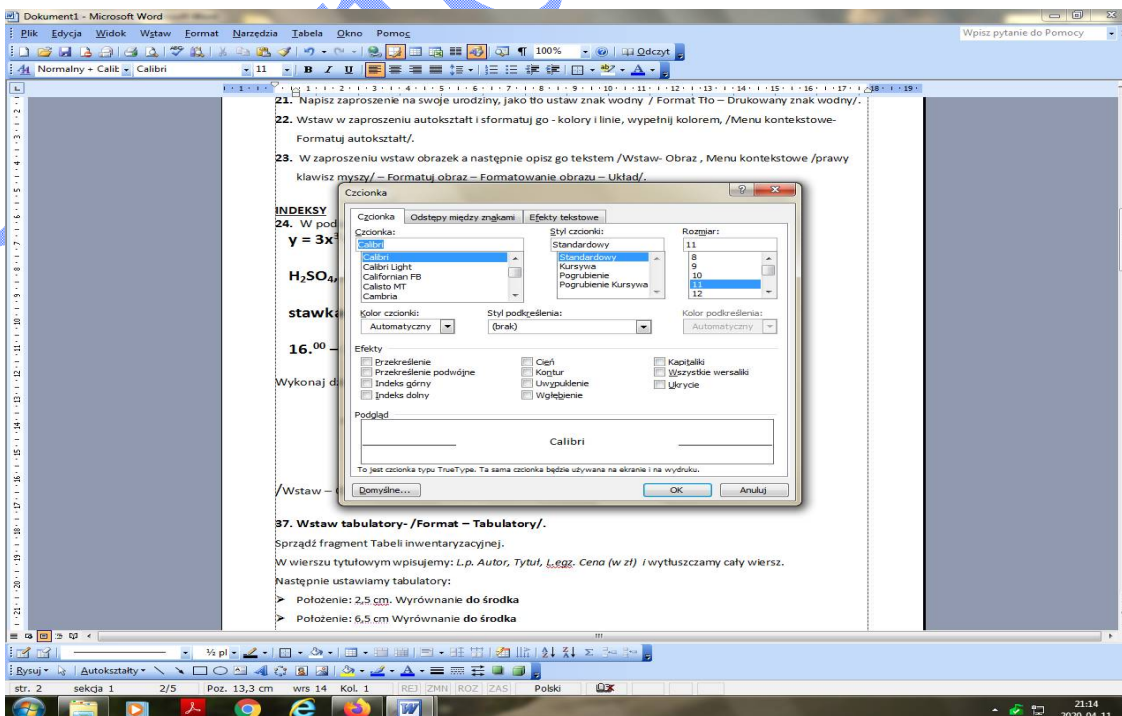 Dokument1 - Microsoft Word
Plik Edycja Widok Wstaw Format Narzędzia Tabela Okno Pomoc Wpisz pytanie do Pomocy
100% Odczyt
Normalny + Calib Calibri 11 B I U
21. Napisz zaproszenie na swoje urodziny, jako tło ustaw znak wodny / Format Tło – Drukowany znak wodny/.
22. Wstaw w zaproszeniu autokształt i sformatuj go - kolory i linie, wypełnij kolorem, /Menu kontekstowe-
Formatuj autokształt/.
23. W zaproszeniu wstaw obrazek a następnie opisz go tekstem /Wstaw- Obraz , Menu kontekstowe /prawy
klawisz myszy/ – Formatuj obraz – Formatowanie obrazu – Układ/.
INDEKSY
24. W pod
y = 3x³
H₂SO₄,
stawka
16.⁰⁰ –
Wykonaj d
/Wstaw –
Czcionka
Czcionka Odstępy między znakami Efekty tekstowe
Czcionka: Styl czcionki: Rozmiar:
Calibri Standardowy 11
Calibri Standardowy 8
Calibri Light Kursywa 9
Californian FB Pogrubienie 10
Calisto MT Pogrubienie Kursywa 11
Cambria 12
Kolor czcionki: Styl podkreślenia: Kolor podkreślenia:
Automatyczny (brak) Automatyczny
Efekty
Przekreślenie Cień Kapitaliki
Przekreślenie podwójne Kontur Wszystkie wersaliki
Indeks górny Uwypuklenie Ukrycie
Indeks dolny Wgłębienie
Podgląd
Calibri
To jest czcionka typu TrueType. Ta sama czcionka będzie używana na ekranie i na wydruku.
Domyślne... OK Anuluj
37. Wstaw tabulatory- /Format – Tabulatory/.
Sprządź fragment Tabeli inwentaryzacyjnej.
W wierszu tytułowym wpisujemy: L.p. Autor, Tytuł, L.egz. Cena (w zł) i wytłuszczamy cały wiersz.
Następnie ustawiamy tabulatory:
➢ Położenie: 2,5 cm. Wyrównanie do środka
➢ Położenie: 6,5 cm Wyrównanie do środka
½ pl
Rysuj Autokształty
str. 2 sekcja 1 2/5 Poz. 13,3 cm wrs 14 Kol. 1 REJ ZMN ROZ ZAS Polski
21:14
2020-04-11